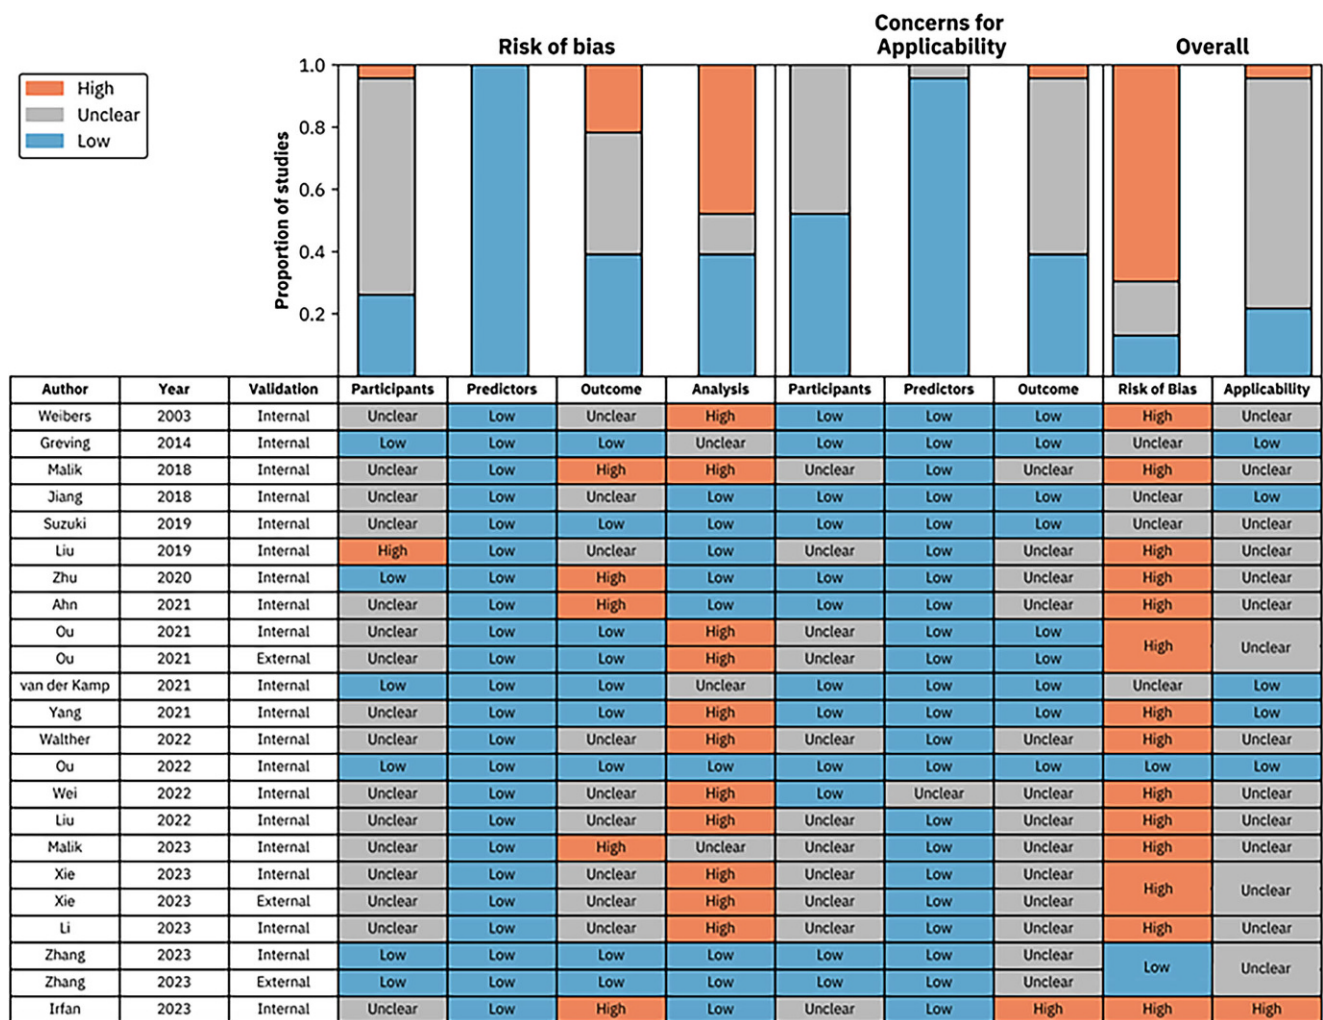 Concerns for
Risk of bias Applicability Overall
High
Unclear
Low
Proportion of studies
1.0
0.8
0.6
0.4
0.2
Author Year Validation Participants Predictors Outcome Analysis Participants Predictors Outcome Risk of Bias Applicability
Weibers 2003 Internal Unclear Low Unclear High Low Low Low High Unclear
Greving 2014 Internal Low Low Low Unclear Low Low Low Unclear Low
Malik 2018 Internal Unclear Low High High Unclear Low Unclear High Unclear
Jiang 2018 Internal Unclear Low Unclear Low Low Low Low Unclear Low
Suzuki 2019 Internal Unclear Low Low Low Low Low Low Unclear Unclear
Liu 2019 Internal High Low Unclear Low Unclear Low Unclear High Unclear
Zhu 2020 Internal Low Low High Low Low Low Unclear High Unclear
Ahn 2021 Internal Unclear Low High Low Low Low Unclear High Unclear
Ou 2021 Internal Unclear Low Low High Unclear Low Low High Unclear
Ou 2021 External Unclear Low Low High Unclear Low Low
van der Kamp 2021 Internal Low Low Low Unclear Low Low Low Unclear Low
Yang 2021 Internal Unclear Low Low High Low Low Low High Low
Walther 2022 Internal Unclear Low Unclear High Unclear Low Unclear High Unclear
Ou 2022 Internal Low Low Low Low Low Low Low Low Low
Wei 2022 Internal Unclear Low Unclear High Low Unclear Unclear High Unclear
Liu 2022 Internal Unclear Low Unclear High Unclear Low Unclear High Unclear
Malik 2023 Internal Unclear Low High Unclear Unclear Low Unclear High Unclear
Xie 2023 Internal Unclear Low Unclear High Unclear Low Unclear High Unclear
Xie 2023 External Unclear Low Unclear High Unclear Low Unclear
Li 2023 Internal Unclear Low Unclear High Unclear Low Unclear High Unclear
Zhang 2023 Internal Low Low Low Low Low Low Unclear Low Unclear
Zhang 2023 External Low Low Low Low Low Low Unclear
Irfan 2023 Internal Unclear Low High Low Unclear Low High High High